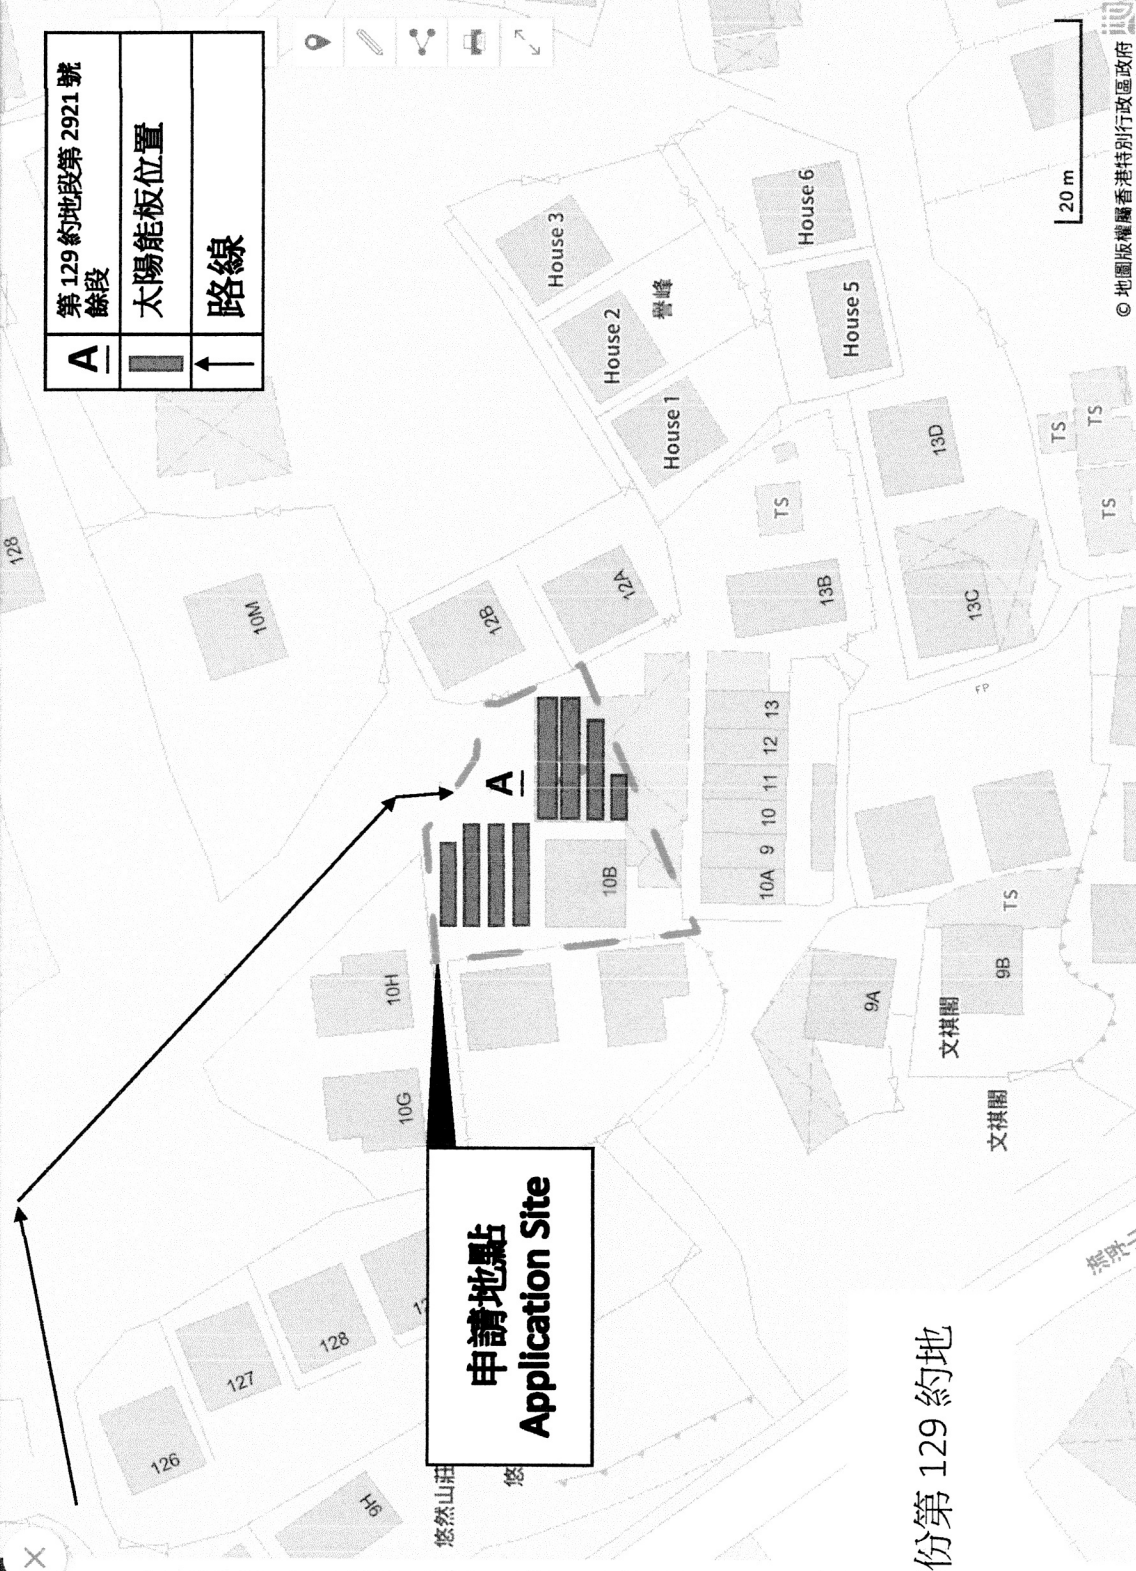 A
第 129 約地段第 2921 號
餘段
太陽能板位置
路線
128
10M
12B
12A
House 3
House 2
House 1
譽峰
House 6
House 5
TS
13B
13D
13C
TS
TS
TS
FP
A
10B
10A
9
10
11
12
13
10H
10G
9A
9B
TS
文祺閣
文祺閣
126
127
128
9H
悠然山莊
悠
申請地點
Application Site
份第 129 約地
20 m
© 地圖版權屬香港特別行政區政府